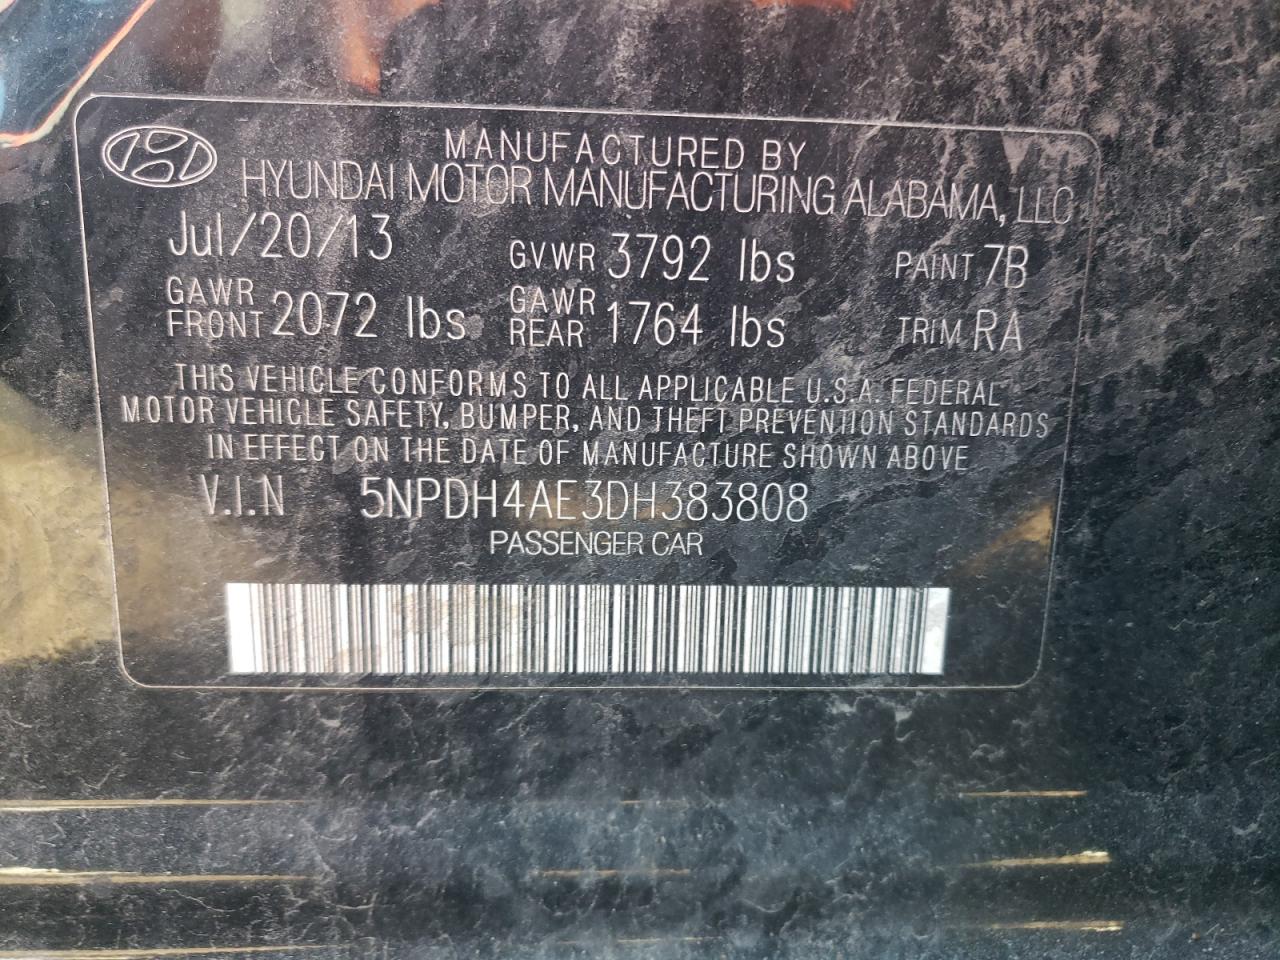 MANUFACTURED BY
HYUNDAI MOTOR MANUFACTURING ALABAMA, LLC
Jul/20/13 GVWR 3792 lbs PAINT 7B
GAWR FRONT 2072 lbs GAWR REAR 1764 lbs TRIM RA
THIS VEHICLE CONFORMS TO ALL APPLICABLE U.S.A. FEDERAL
MOTOR VEHICLE SAFETY, BUMPER, AND THEFT PREVENTION STANDARDS
IN EFFECT ON THE DATE OF MANUFACTURE SHOWN ABOVE
V.I.N 5NPDH4AE3DH383808
PASSENGER CAR